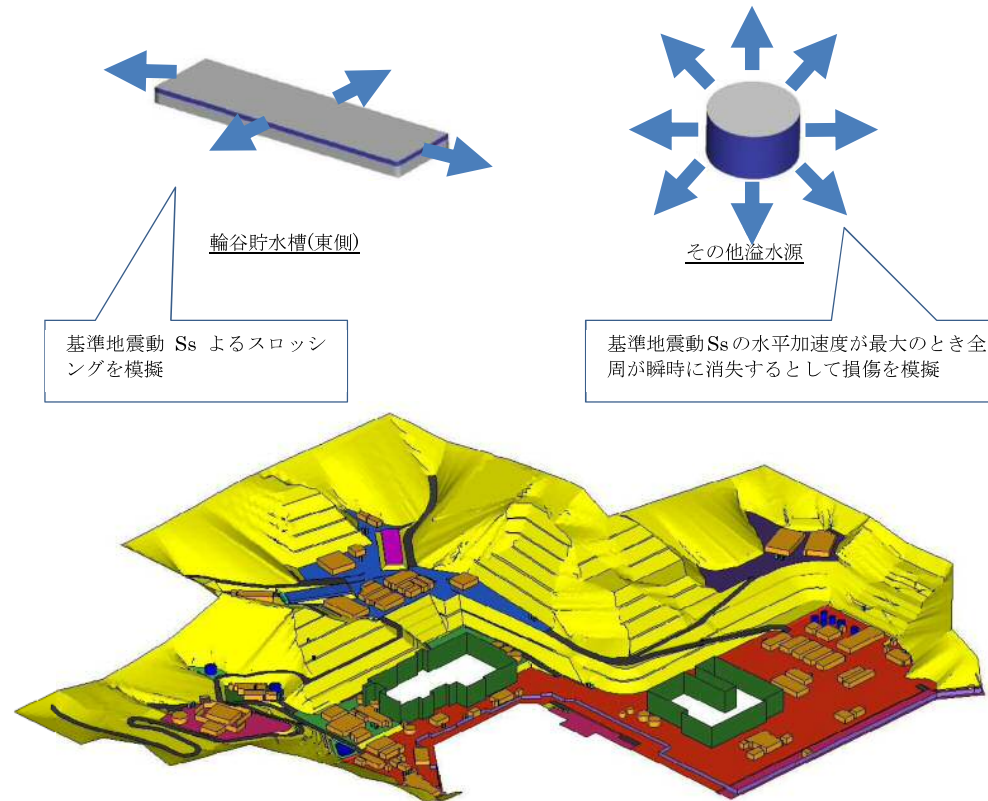 輪谷貯水槽(東側)
その他溢水源
基準地震動 Ss よるスロッシ
ングを模擬
基準地震動Ssの水平加速度が最大のとき全
周が瞬時に消失するとして損傷を模擬